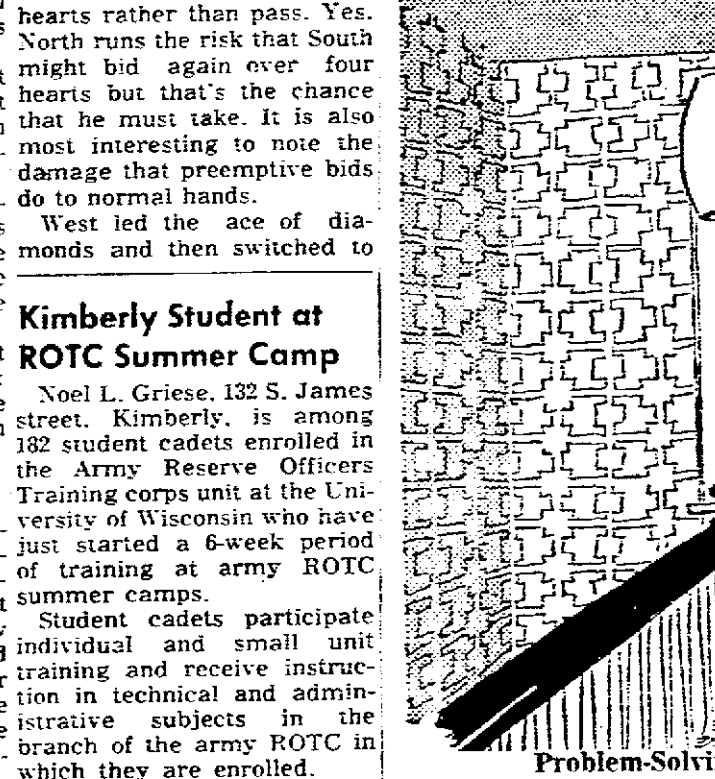 hearts rather than pass. Yes.
North runs the risk that South
might bid again over four
hearts but that's the chance
that he must take. It is also
most interesting to note the
damage that preemptive bids
do to normal hands.
West led the ace of dia-
monds and then switched to
Kimberly Student at
ROTC Summer Camp
Noel L. Griese, 132 S. James
street, Kimberly, is among
182 student cadets enrolled in
the Army Reserve Officers
Training corps unit at the Uni-
versity of Wisconsin who have
just started a 6-week period
of training at army ROTC
summer camps.
Student cadets participate
individual and small unit
training and receive instruc-
tion in technical and admin-
istrative subjects in the
branch of the army ROTC in
which they are enrolled.
Problem-Solvi